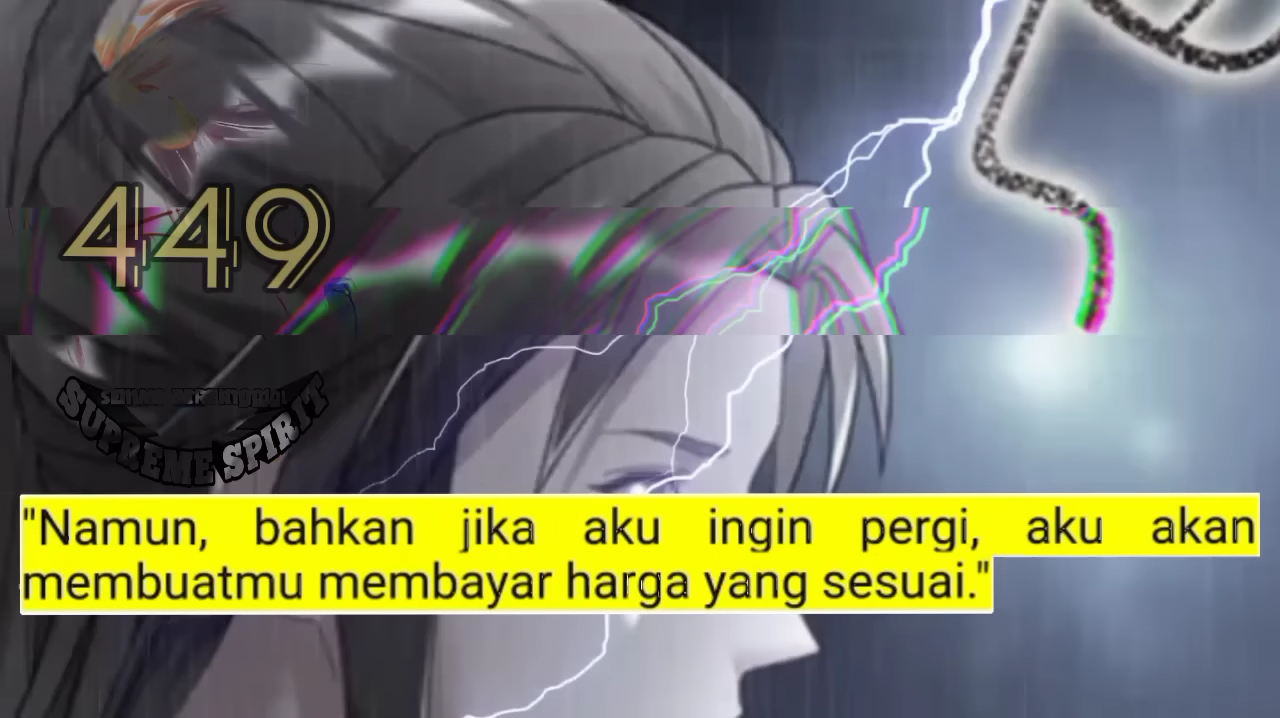 449
SUPREME SPIRIT
"Namun, bahkan jika aku ingin pergi, aku akan
membuatmu membayar harga yang sesuai."